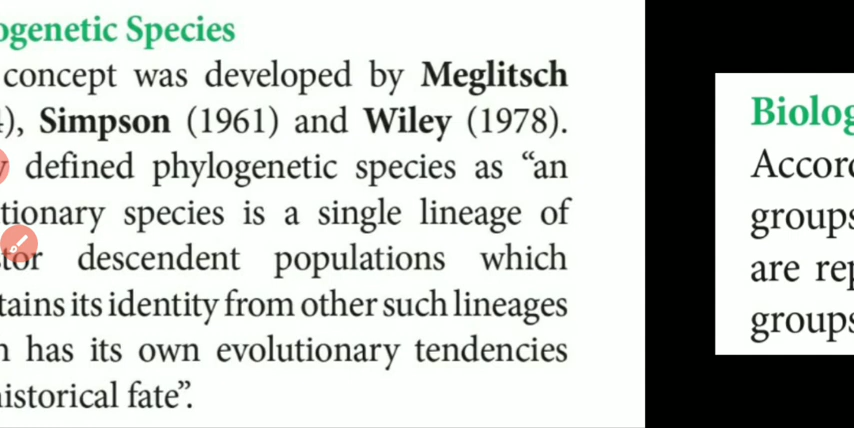 ogenetic Species
concept was developed by Meglitsch
), Simpson (1961) and Wiley (1978).
defined phylogenetic species as “an
tionary species is a single lineage of
tor descendent populations which
tains its identity from other such lineages
has its own evolutionary tendencies
istorical fate”.
Biolog
Accord
groups
are rep
groups